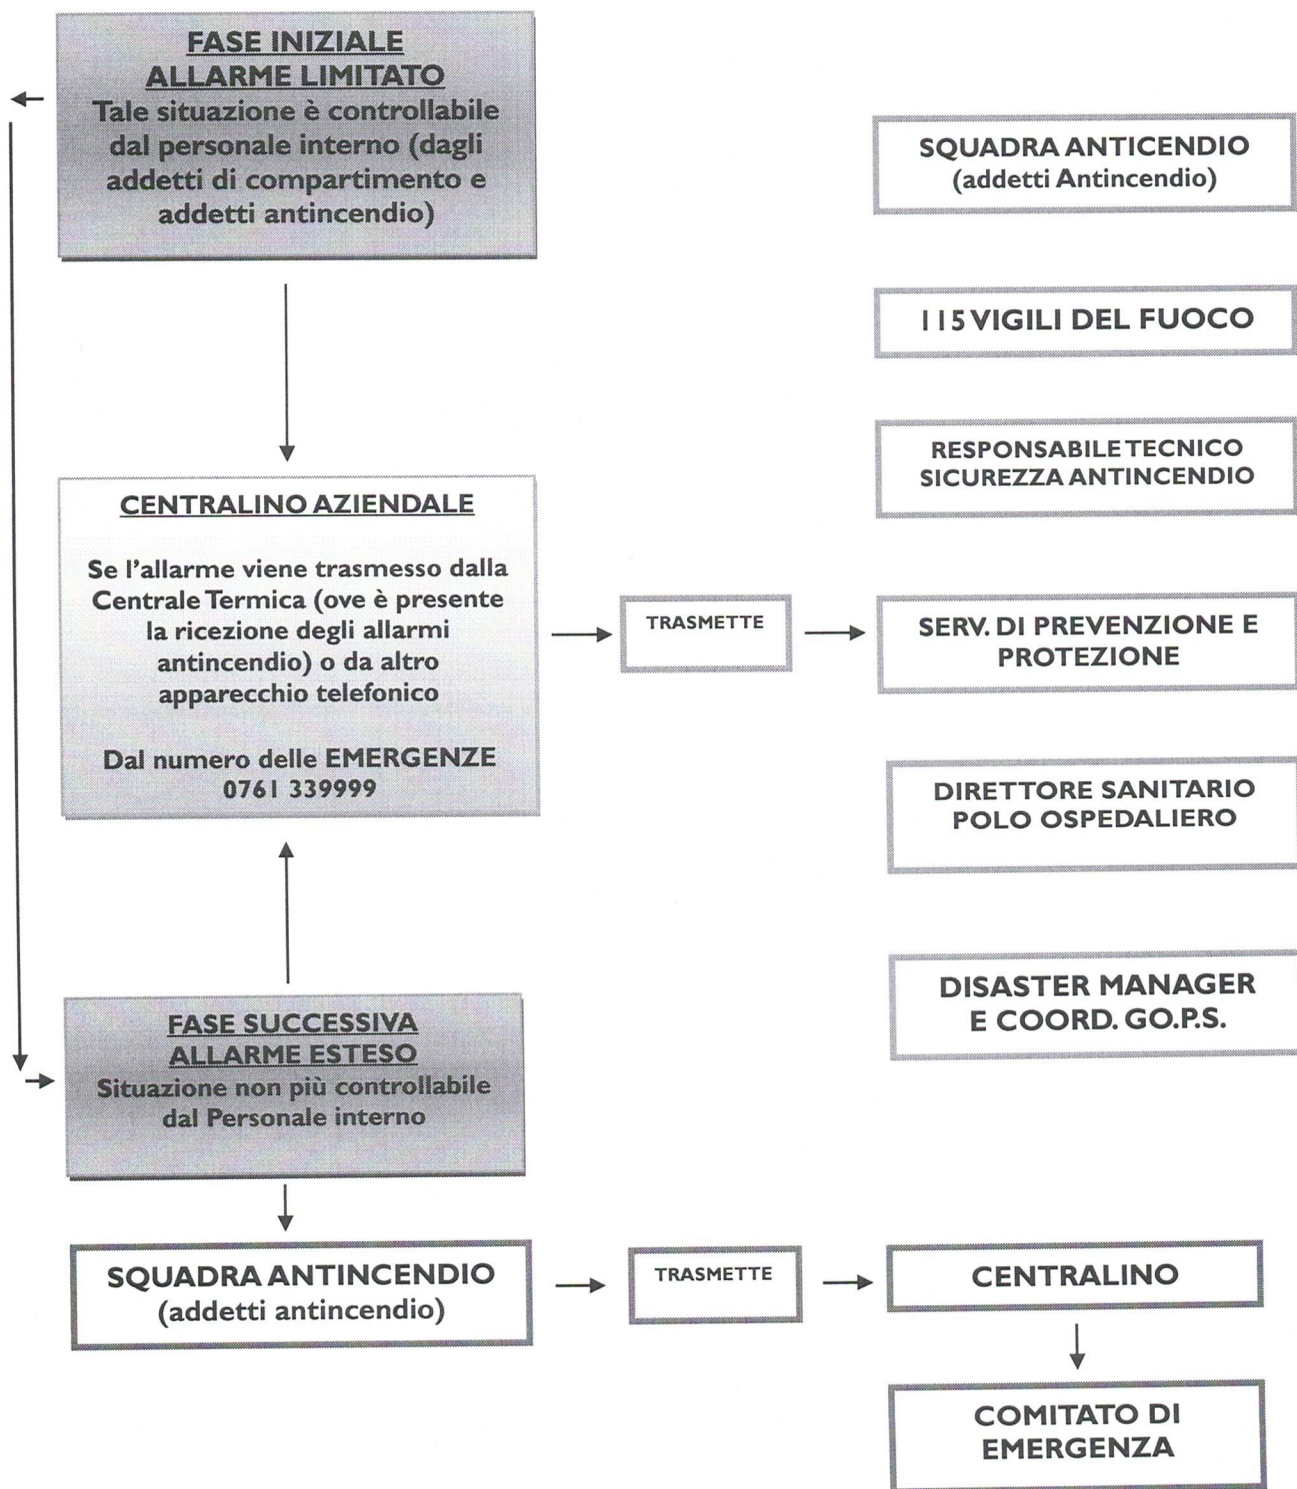 FASE INIZIALE
ALLARME LIMITATO
Tale situazione è controllabile
dal personale interno (dagli
addetti di compartimento e
addetti antincendio)
SQUADRA ANTICENDIO
(addetti Antincendio)
115 VIGILI DEL FUOCO
RESPONSABILE TECNICO
SICUREZZA ANTINCENDIO
CENTRALINO AZIENDALE
Se l’allarme viene trasmesso dalla
Centrale Termica (ove è presente
la ricezione degli allarmi
antincendio) o da altro
apparecchio telefonico
Dal numero delle EMERGENZE
0761 339999
TRASMETTE
SERV. DI PREVENZIONE E
PROTEZIONE
DIRETTORE SANITARIO
POLO OSPEDALIERO
DISASTER MANAGER
E COORD. GO.P.S.
FASE SUCCESSIVA
ALLARME ESTESO
Situazione non più controllabile
dal Personale interno
SQUADRA ANTINCENDIO
(addetti antincendio)
TRASMETTE
CENTRALINO
COMITATO DI
EMERGENZA